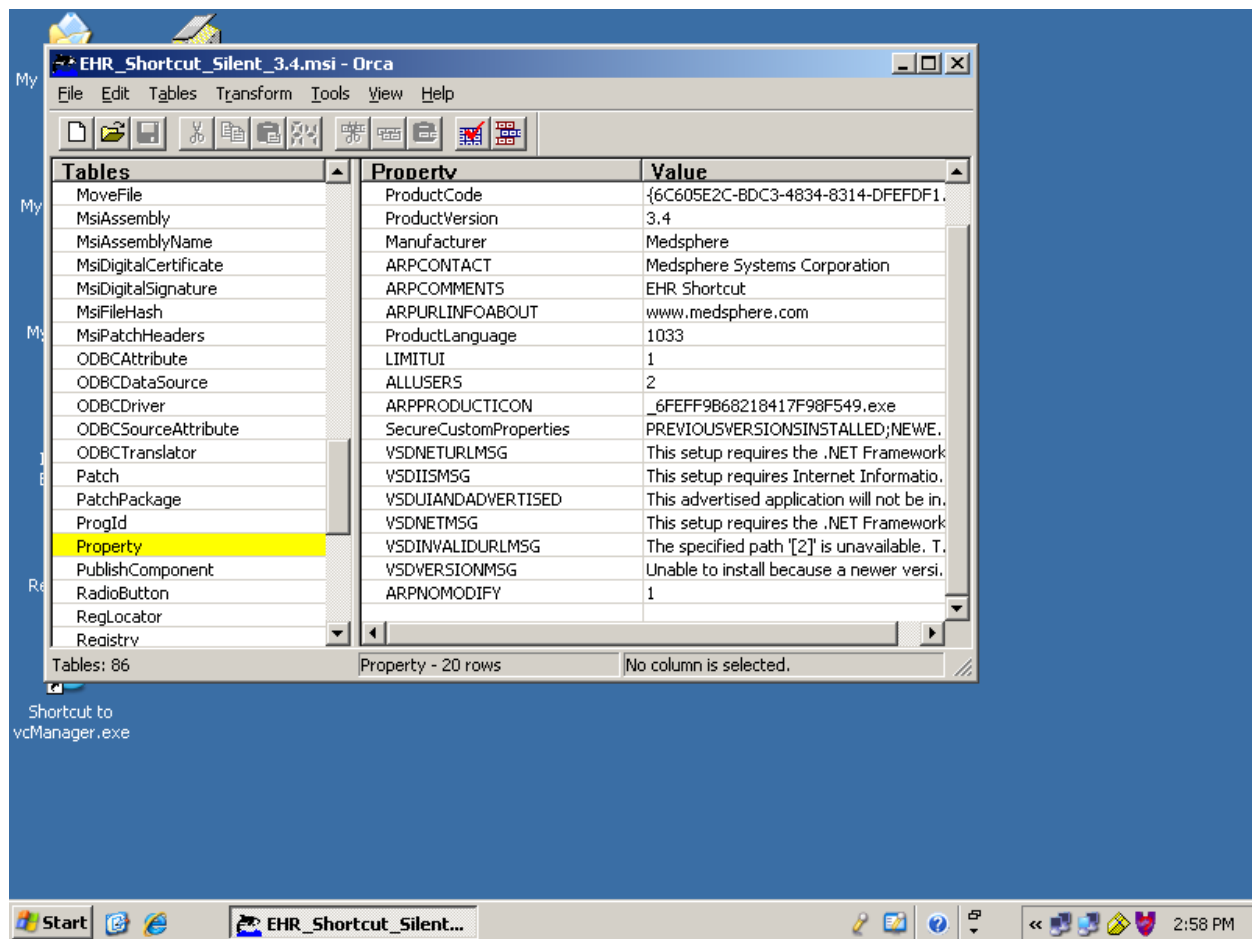 EHR_Shortcut_Silent_3.4.msi - Orca
My
File Edit Tables Transform Tools View Help
Tables
MoveFile
MsiAssembly
MsiAssemblyName
MsiDigitalCertificate
MsiDigitalSignature
MsiFileHash
MsiPatchHeaders
ODBCAttribute
ODBCDataSource
ODBCDriver
ODBCSourceAttribute
ODBCTranslator
Patch
PatchPackage
ProgId
Property
PublishComponent
RadioButton
RegLocator
Registry
Property Value
ProductCode {6C605E2C-BDC3-4834-8314-DFEFDF1.
ProductVersion 3.4
Manufacturer Medsphere
ARPCONTACT Medsphere Systems Corporation
ARPCOMMENTS EHR Shortcut
ARPURLINFOABOUT www.medsphere.com
ProductLanguage 1033
LIMITUI 1
ALLUSERS 2
ARPPRODUCTICON _6FEFF9B68218417F98F549.exe
SecureCustomProperties PREVIOUSVERSIONSINSTALLED;NEWE.
VSDNETURLMSG This setup requires the .NET Framework
VSDIISMSG This setup requires Internet Informatio.
VSDUIANDADVERTISED This advertised application will not be in.
VSDNETMSG This setup requires the .NET Framework
VSDINVALIDURLMSG The specified path '[2]' is unavailable. T.
VSDVERSIONMSG Unable to install because a newer versi.
ARPNOMODIFY 1
My
My
Re
Tables: 86 Property - 20 rows No column is selected.
Shortcut to
vcManager.exe
Start EHR_Shortcut_Silent... « 2:58 PM